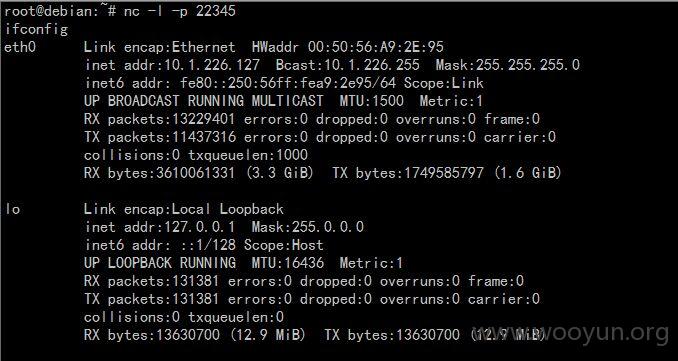 root@debian:~# nc -l -p 22345
ifconfig
eth0      Link encap:Ethernet  HWaddr 00:50:56:A9:2E:95
          inet addr:10.1.226.127  Bcast:10.1.226.255  Mask:255.255.255.0
          inet6 addr: fe80::250:56ff:fea9:2e95/64 Scope:Link
          UP BROADCAST RUNNING MULTICAST  MTU:1500  Metric:1
          RX packets:13229401 errors:0 dropped:0 overruns:0 frame:0
          TX packets:11437316 errors:0 dropped:0 overruns:0 carrier:0
          collisions:0 txqueuelen:1000
          RX bytes:3610061331 (3.3 GiB)  TX bytes:1749585797 (1.6 GiB)
lo        Link encap:Local Loopback
          inet addr:127.0.0.1  Mask:255.0.0.0
          inet6 addr: ::1/128 Scope:Host
          UP LOOPBACK RUNNING  MTU:16436  Metric:1
          RX packets:131381 errors:0 dropped:0 overruns:0 frame:0
          TX packets:131381 errors:0 dropped:0 overruns:0 carrier:0
          collisions:0 txqueuelen:0
          RX bytes:13630700 (12.9 MiB)  TX bytes:13630700 (12.9 MiB)
www.wooyun.org